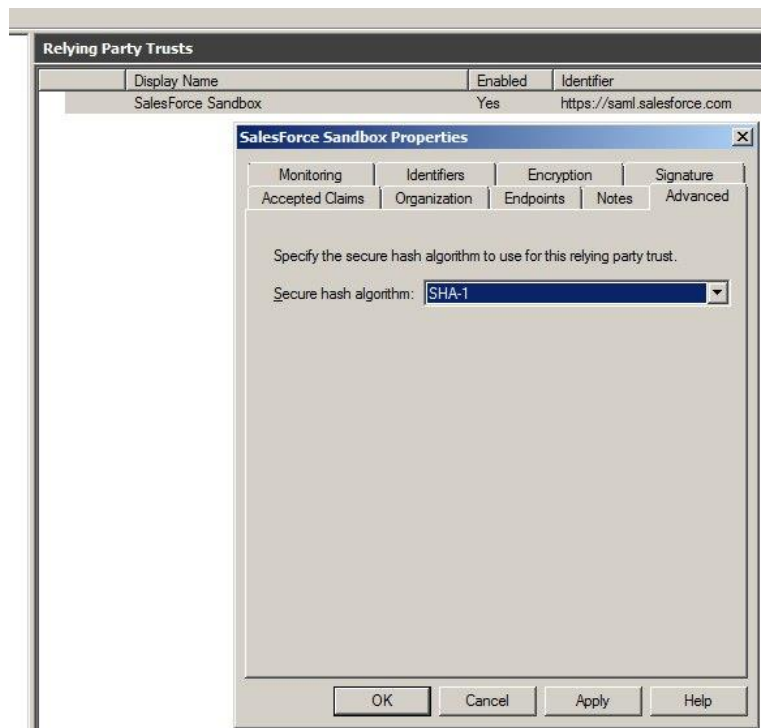 Relying Party Trusts
Display Name Enabled Identifier
SalesForce Sandbox Yes https://saml.salesforce.com
SalesForce Sandbox Properties
Monitoring Identifiers Encryption Signature
Accepted Claims Organization Endpoints Notes Advanced
Specify the secure hash algorithm to use for this relying party trust.
Secure hash algorithm: SHA-1
OK Cancel Apply Help